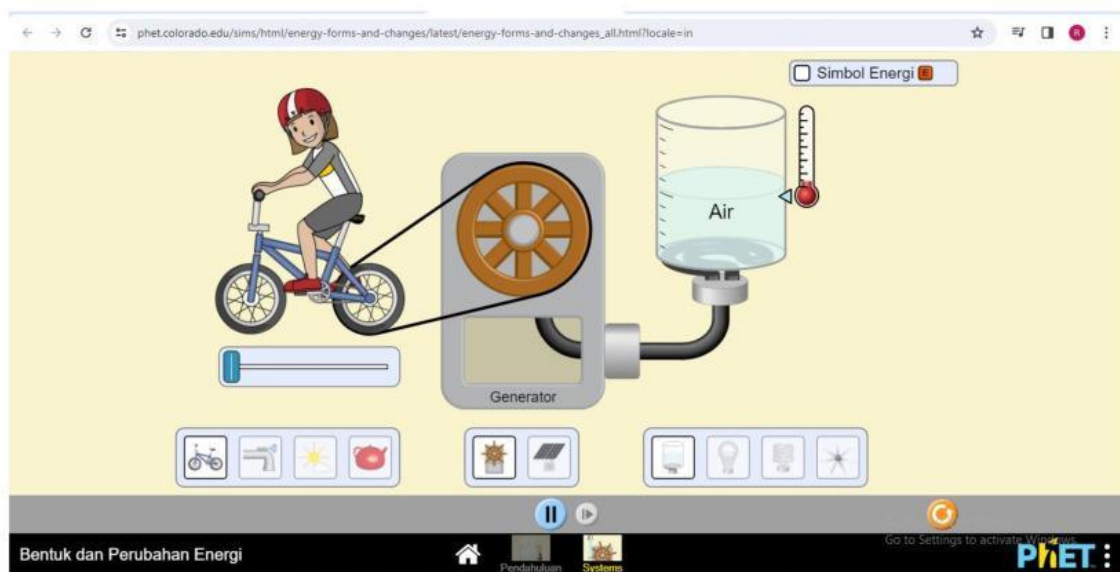 phet.colorado.edu/sims/html/energy-forms-and-changes/latest/energy-forms-and-changes_all.html?locale=in
R
Simbol Energi E
Air
Generator
Go to Settings to activate Windows.
Bentuk dan Perubahan Energi
Pendahuluan
Systems
PhET